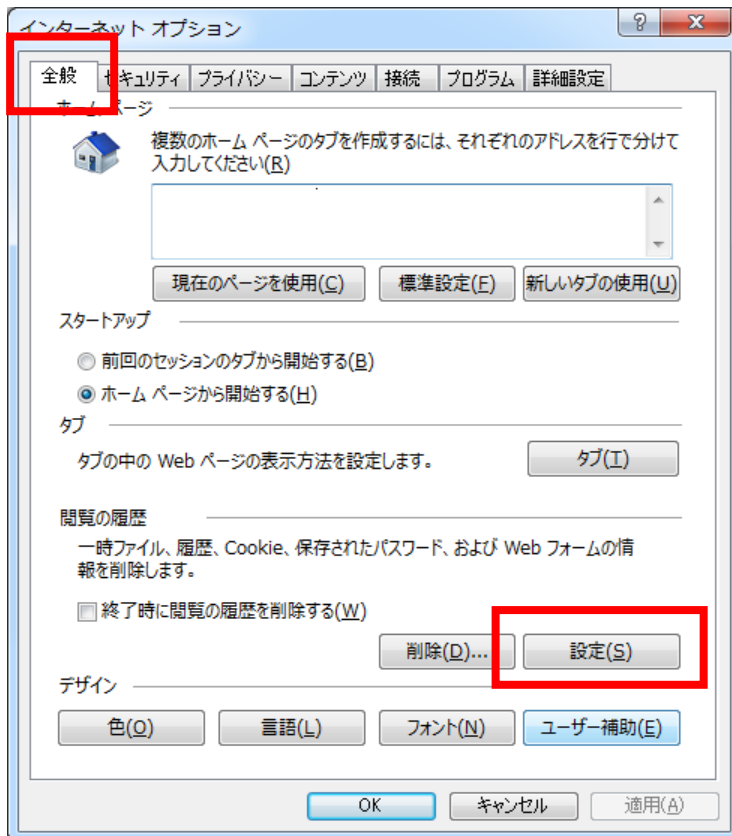 インターネット オプション
全般 セキュリティ プライバシー コンテンツ 接続 プログラム 詳細設定
ホーム ページ
複数のホーム ページのタブを作成するには、それぞれのアドレスを行で分けて
入力してください(R)
現在のページを使用(C) 標準設定(F) 新しいタブの使用(U)
スタートアップ
前回のセッションのタブから開始する(B)
ホーム ページから開始する(H)
タブ
タブの中の Web ページの表示方法を設定します。 タブ(T)
閲覧の履歴
一時ファイル、履歴、Cookie、保存されたパスワード、および Web フォームの情
報を削除します。
終了時に閲覧の履歴を削除する(W)
削除(D)... 設定(S)
デザイン
色(O) 言語(L) フォント(N) ユーザー補助(E)
OK キャンセル 適用(A)